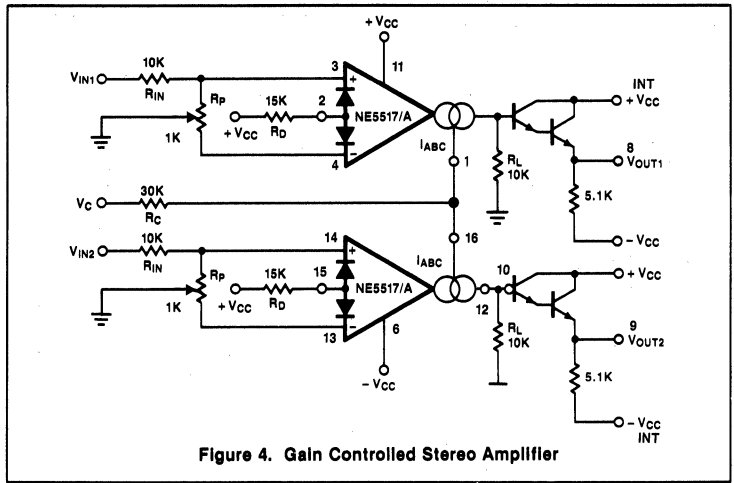 + VCC
11
VIN1
10K
RIN
3
+
RP
1K
15K
RD
2
+ VCC
NE5517/A
−
4
IABC
1
RL
10K
INT
+ VCC
8
VOUT1
5.1K
− VCC
VC
30K
RC
VIN2
10K
RIN
14
+
16
IABC
RP
1K
15K
RD
15
+ VCC
NE5517/A
−
13
6
− VCC
10
12
RL
10K
+ VCC
9
VOUT2
5.1K
− VCC
INT
Figure 4. Gain Controlled Stereo Amplifier